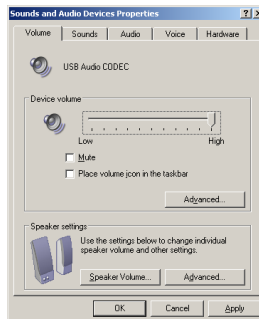 Sounds and Audio Devices Properties
Volume Sounds Audio Voice Hardware
USB Audio CODEC
Device volume
Low High
Mute
Place volume icon in the taskbar
Advanced...
Speaker settings
Use the settings below to change individual
speaker volume and other settings.
Speaker Volume... Advanced...
OK Cancel Apply